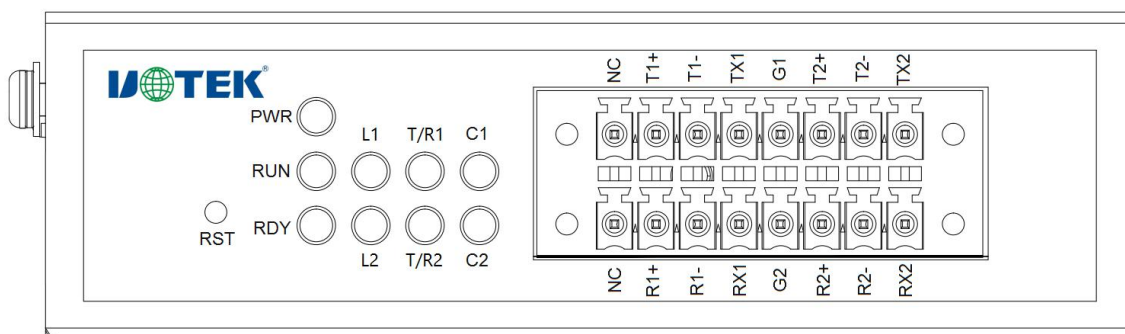 UOTEK®
PWR
RUN
RDY
RST
L1 T/R1 C1
L2 T/R2 C2
NC T1+ T1- TX1 G1 T2+ T2- TX2
NC R1+ R1- RX1 G2 R2+ R2- RX2